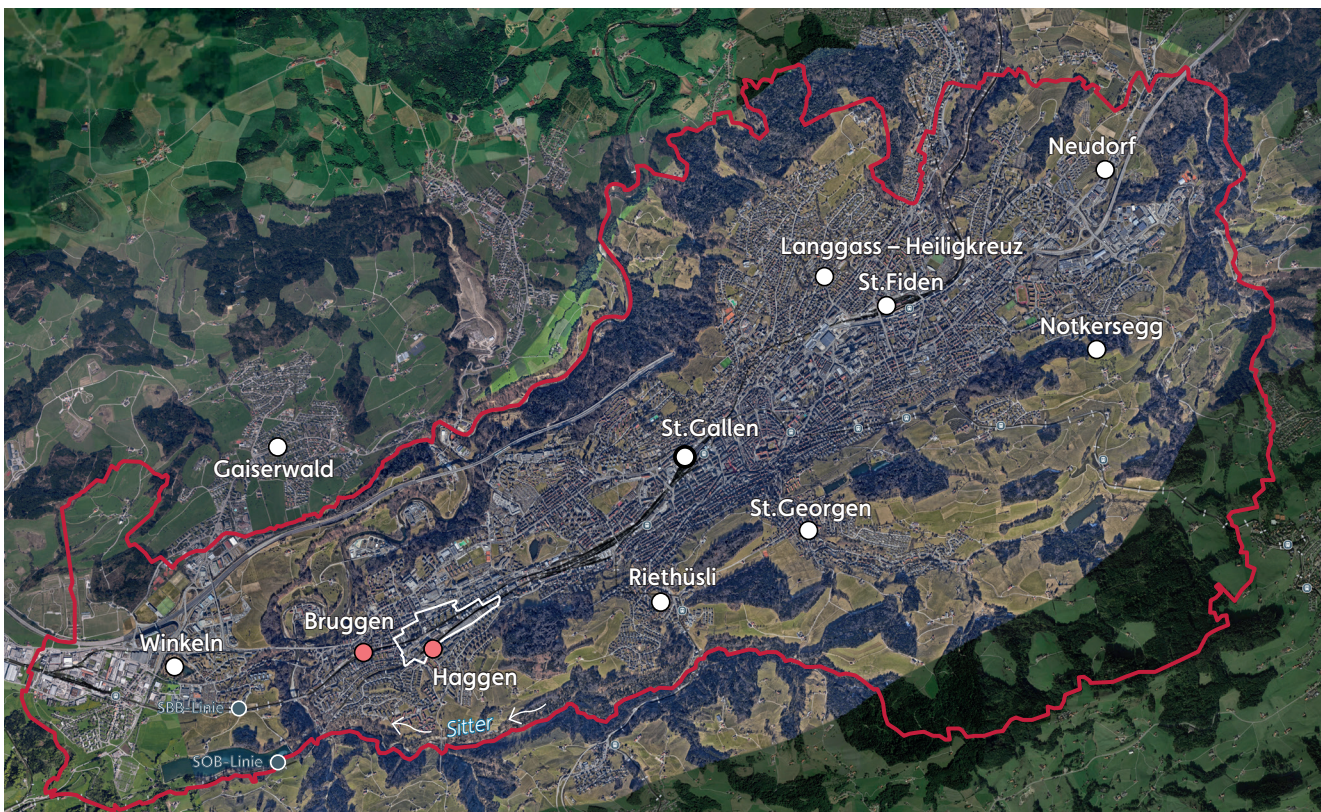 Neudorf
Langgass – Heiligkreuz
St.Fiden
Notkersegg
St.Gallen
Gaiserwald
St.Georgen
Riethüsli
Bruggen
Winkeln
Haggen
SBB-Linie
Sitter
SOB-Linie